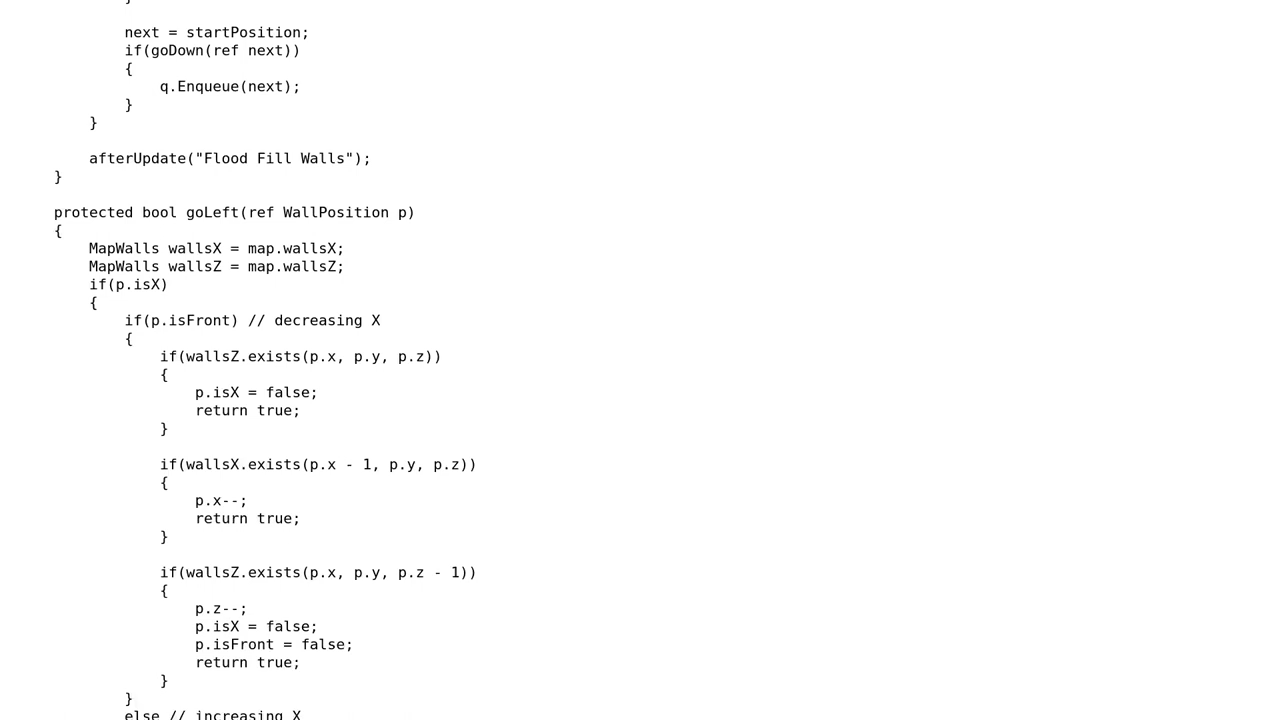 }
next = startPosition;
if(goDown(ref next))
{
q.Enqueue(next);
}
}
afterUpdate("Flood Fill Walls");
}
protected bool goLeft(ref WallPosition p)
{
MapWalls wallsX = map.wallsX;
MapWalls wallsZ = map.wallsZ;
if(p.isX)
{
if(p.isFront) // decreasing X
{
if(wallsZ.exists(p.x, p.y, p.z))
{
p.isX = false;
return true;
}
if(wallsX.exists(p.x - 1, p.y, p.z))
{
p.x--;
return true;
}
if(wallsZ.exists(p.x, p.y, p.z - 1))
{
p.z--;
p.isX = false;
p.isFront = false;
return true;
}
}
else // increasing X